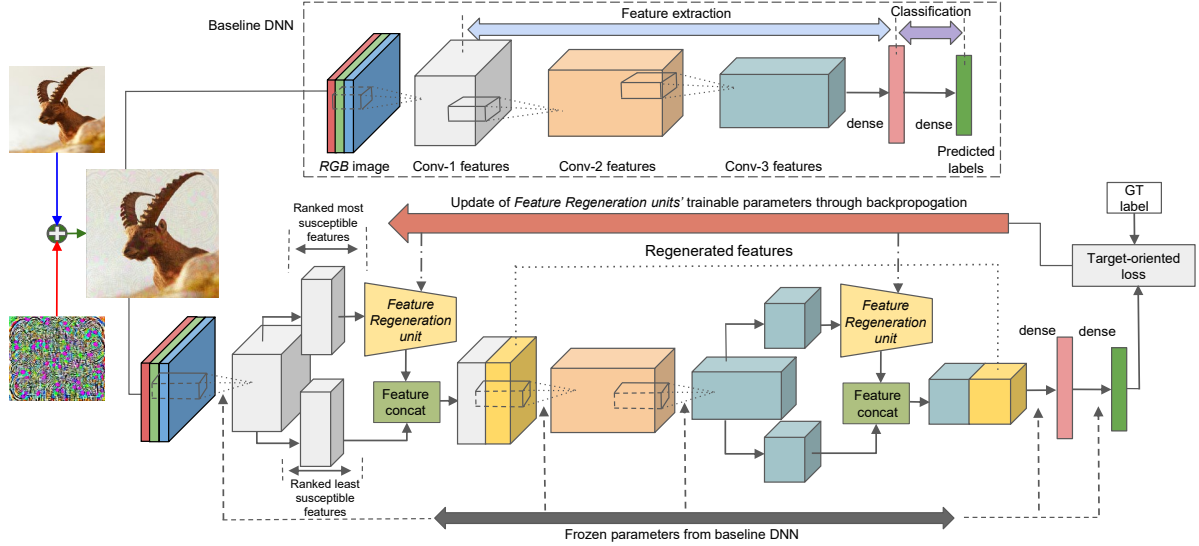 Baseline DNN
Feature extraction
Classification
dense
dense
RGB image
Conv-1 features
Conv-2 features
Conv-3 features
Predicted
labels
GT
label
Ranked most
susceptible
features
Update of Feature Regeneration units' trainable parameters through backpropogation
Regenerated features
Target-oriented
loss
Feature
Regeneration
unit
Feature
Regeneration
unit
dense
dense
Feature
concat
Feature
concat
Ranked least
susceptible
features
Frozen parameters from baseline DNN